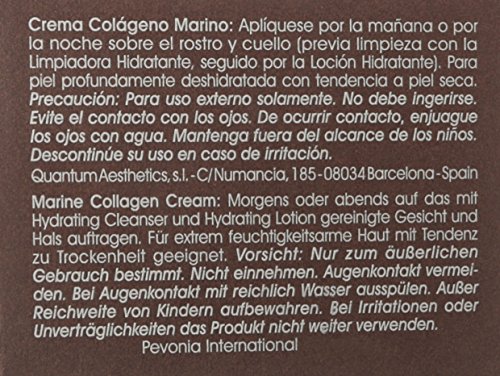 Crema Colágeno Marino: Aplíquese por la mañana o por
la noche sobre el rostro y cuello (previa limpieza con la
Limpiadora Hidratante, seguido por la Loción Hidratante). Para
piel profundamente deshidratada con tendencia a piel seca.
Precaución: Para uso externo solamente. No debe ingerirse.
Evite el contacto con los ojos. De ocurrir contacto, enjuague
los ojos con agua. Mantenga fuera del alcance de los niños.
Descontinúe su uso en caso de irritación.
Quantum Aesthetics, s.l. - C/Numancia, 185 - 08034 Barcelona - Spain
Marine Collagen Cream: Morgens oder abends auf das mit
Hydrating Cleanser und Hydrating Lotion gereinigte Gesicht und
Hals auftragen. Für extrem feuchtigkeitsarme Haut mit Tendenz
zu Trockenheit geeignet. Vorsicht: Nur zum äußerlichen
Gebrauch bestimmt. Nicht einnehmen. Augenkontakt vermei-
den. Bei Augenkontakt mit reichlich Wasser ausspülen. Außer
Reichweite von Kindern aufbewahren. Bei Irritationen oder
Unverträglichkeiten das Produkt nicht weiter verwenden.
Pevonia International